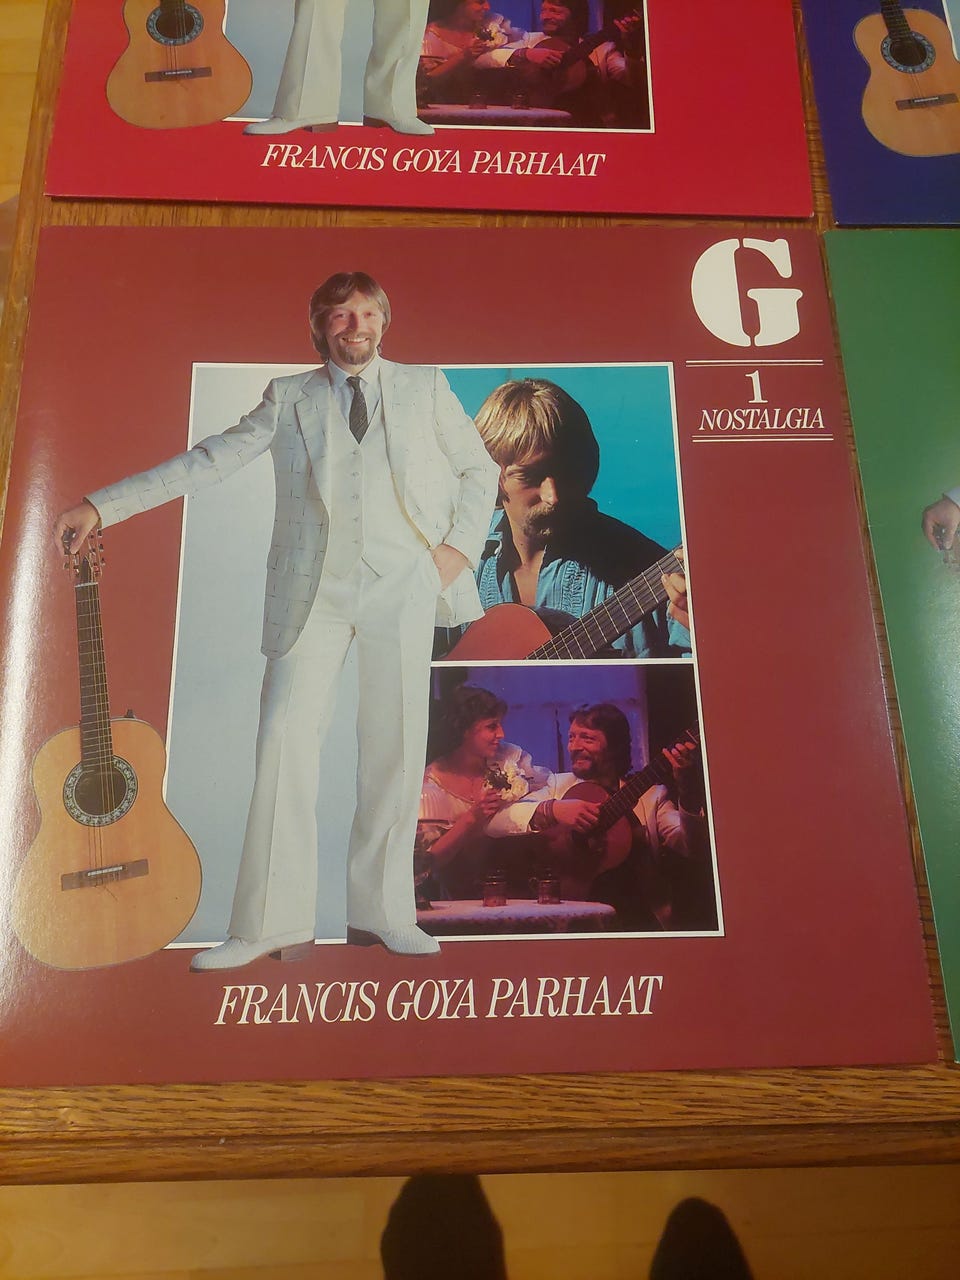 FRANCIS GOYA PARHAAT
G
1
NOSTALGIA
FRANCIS GOYA PARHAAT